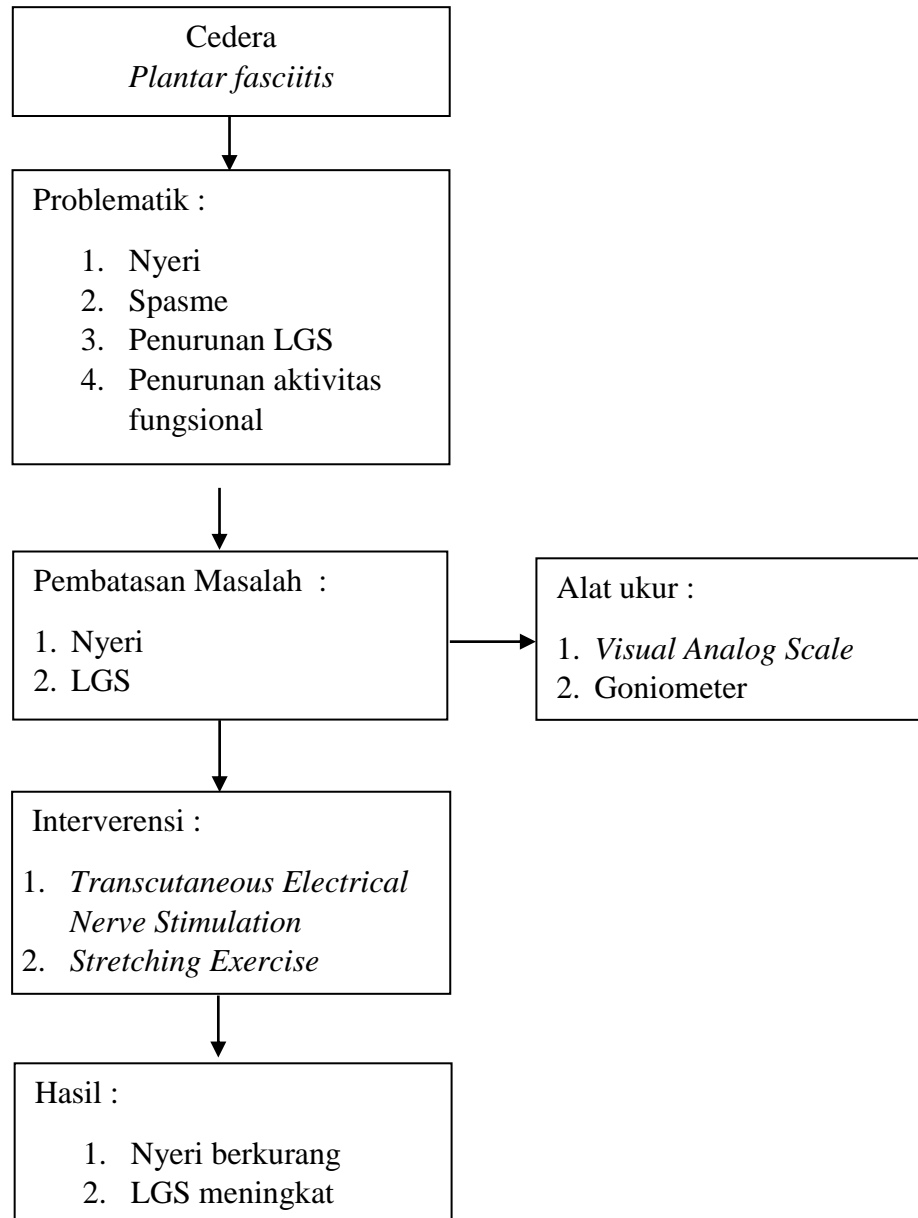 Cedera
Plantar fasciitis
Problematik :
1. Nyeri
2. Spasme
3. Penurunan LGS
4. Penurunan aktivitas
fungsional
Pembatasan Masalah :
1. Nyeri
2. LGS
Alat ukur :
1. Visual Analog Scale
2. Goniometer
Interverensi :
1. Transcutaneous Electrical
Nerve Stimulation
2. Stretching Exercise
Hasil :
1. Nyeri berkurang
2. LGS meningkat